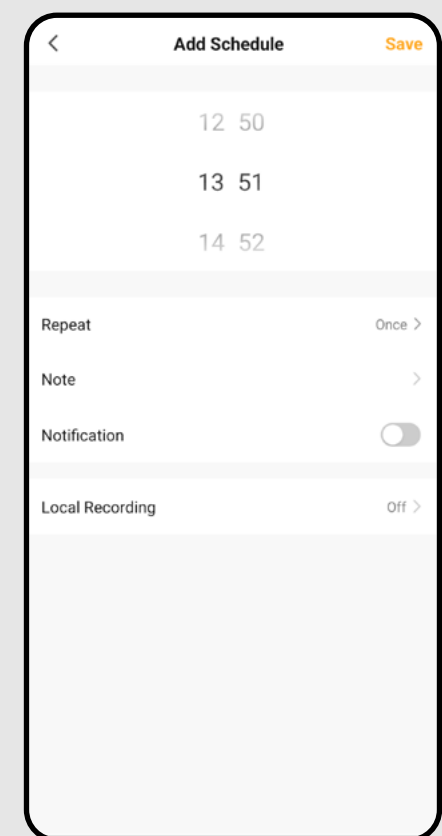 Add Schedule Save
12 50
13 51
14 52
Repeat Once
Note
Notification
Local Recording Off